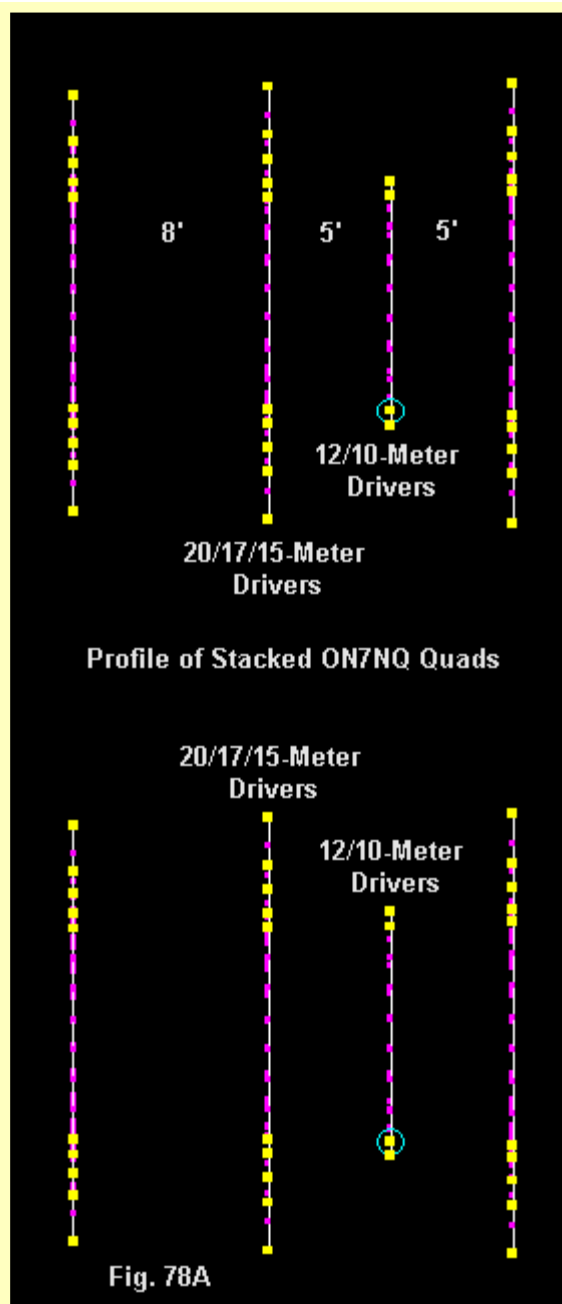 8' 5' 5'
12/10-Meter
Drivers
20/17/15-Meter
Drivers
Profile of Stacked ON7NQ Quads
20/17/15-Meter
Drivers
12/10-Meter
Drivers
Fig. 78A